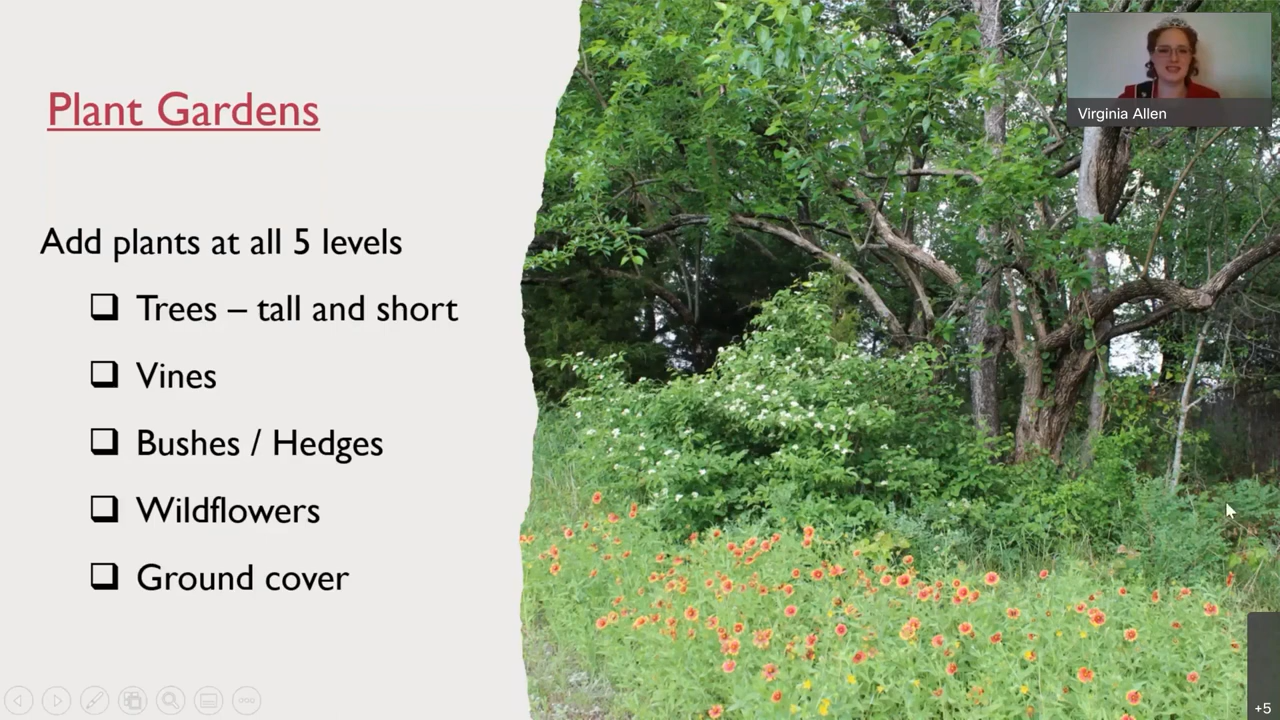 Plant Gardens
Virginia Allen
Add plants at all 5 levels
❑ Trees – tall and short
❑ Vines
❑ Bushes / Hedges
❑ Wildflowers
❑ Ground cover
+5